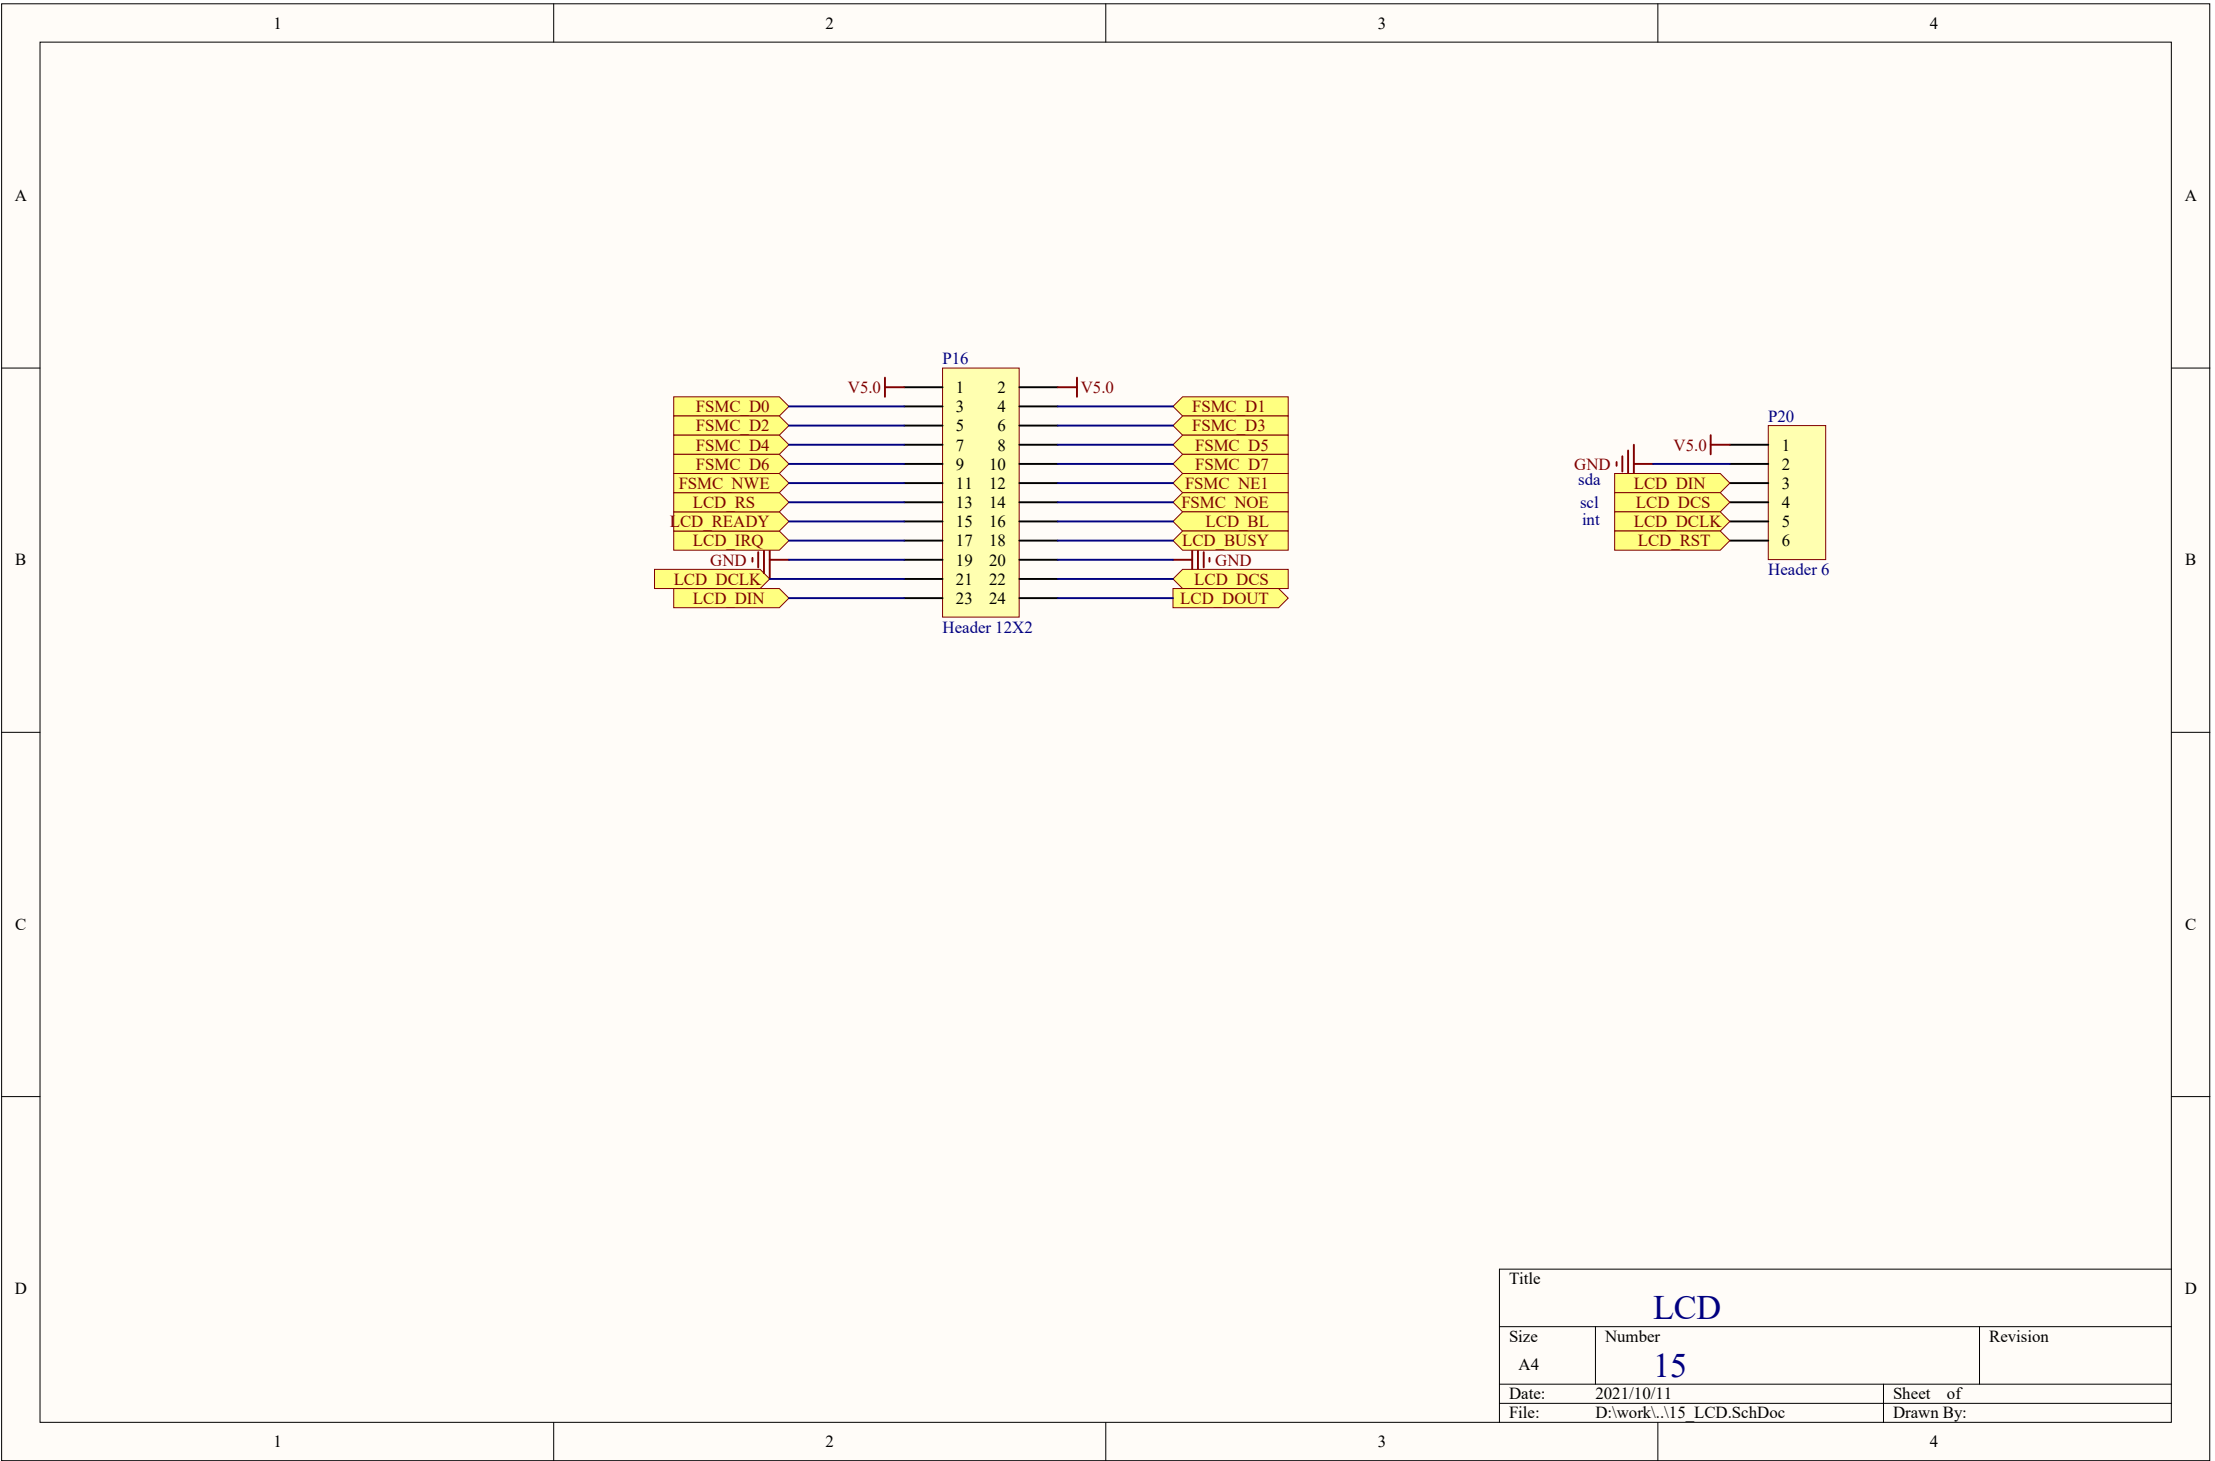 1 2 3 4
A A
P16
V5.0 1 2 V5.0
FSMC_D0 3 4 FSMC_D1
FSMC_D2 5 6 FSMC_D3
FSMC_D4 7 8 FSMC_D5
FSMC_D6 9 10 FSMC_D7
FSMC_NWE 11 12 FSMC_NE1
LCD_RS 13 14 FSMC_NOE
LCD_READY 15 16 LCD_BL
LCD_IRQ 17 18 LCD_BUSY
GND 19 20 GND
LCD_DCLK 21 22 LCD_DCS
LCD_DIN 23 24 LCD_DOUT
Header 12X2
P20
V5.0 1
GND 2
sda LCD_DIN 3
scl LCD_DCS 4
int LCD_DCLK 5
LCD_RST 6
Header 6
B B
C C
D D
Title
LCD
Size Number Revision
A4 15
Date: 2021/10/11 Sheet of
File: D:\work\..\15_LCD.SchDoc Drawn By:
1 2 3 4